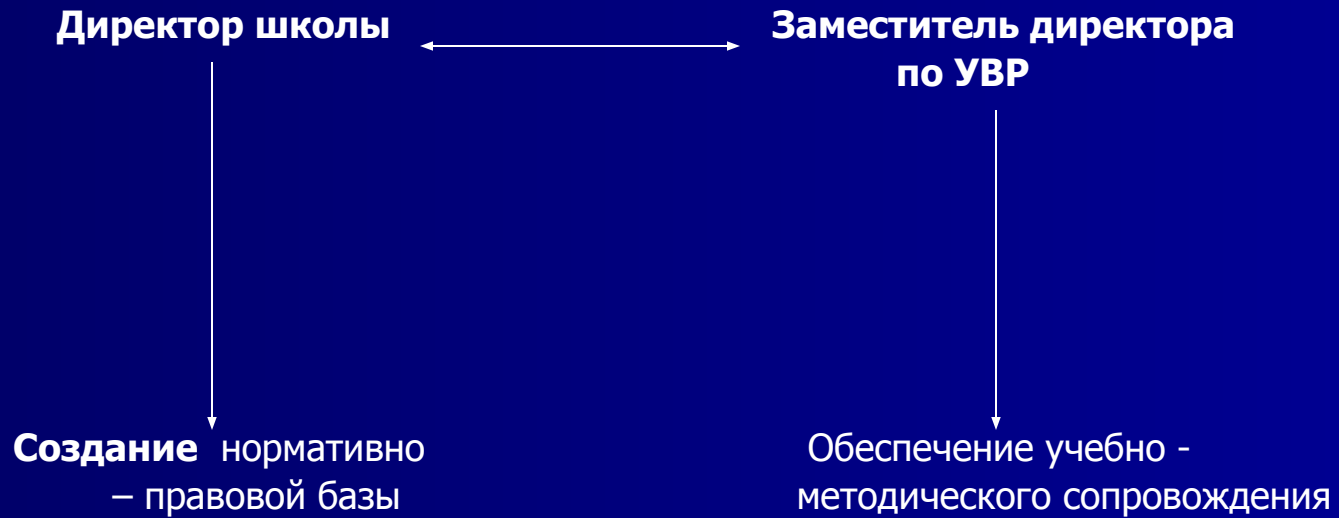 Директор школы
Заместитель директора
по УВР
Создание нормативно
– правовой базы
Обеспечение учебно -
методического сопровождения